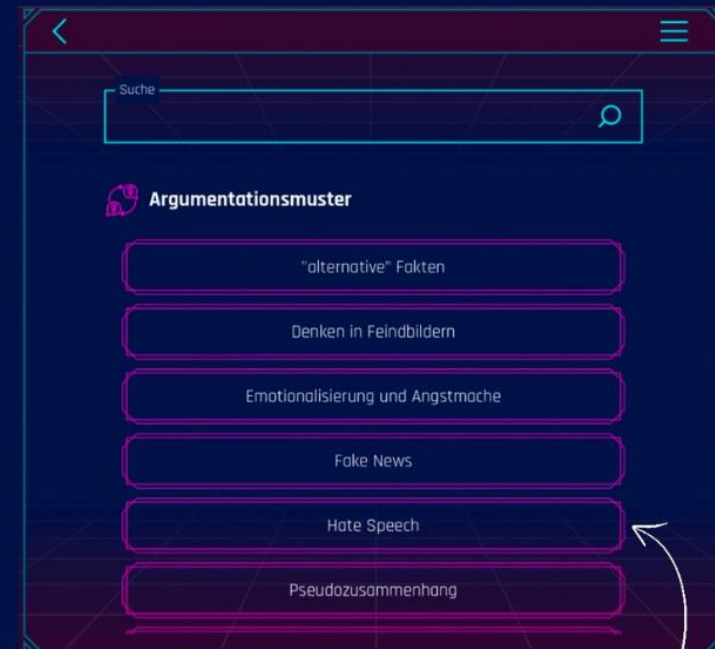 Suche
Argumentationsmuster
"alternative" Fakten
Denken in Feindbildern
Emotionalisierung und Angstmache
Fake News
Hate Speech
Pseudozusammenhang